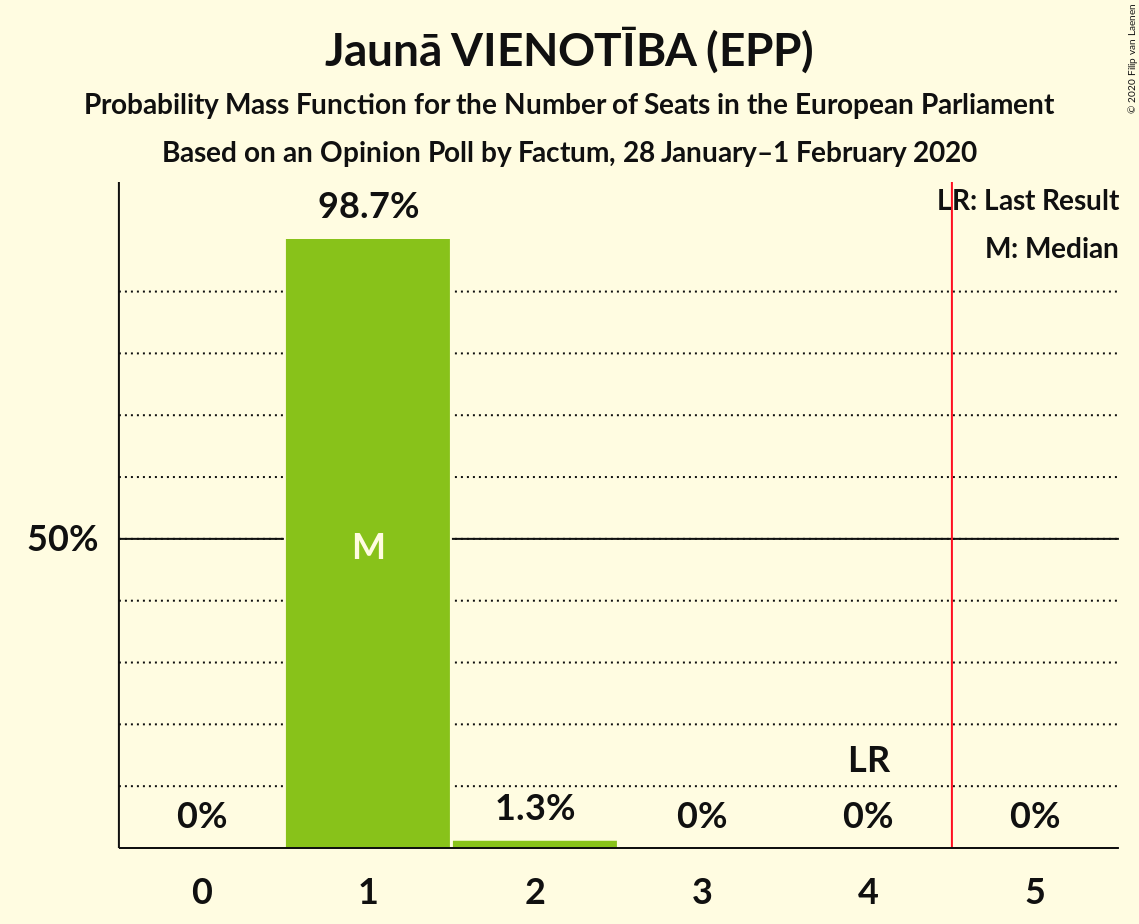 Jaunā VIENOTĪBA (EPP)
Probability Mass Function for the Number of Seats in the European Parliament
Based on an Opinion Poll by Factum, 28 January–1 February 2020
© 2020 Filip van Laenen
LR: Last Result
M: Median
98.7%
50%
M
LR
0%
1.3%
0%
0%
0%
0 1 2 3 4 5